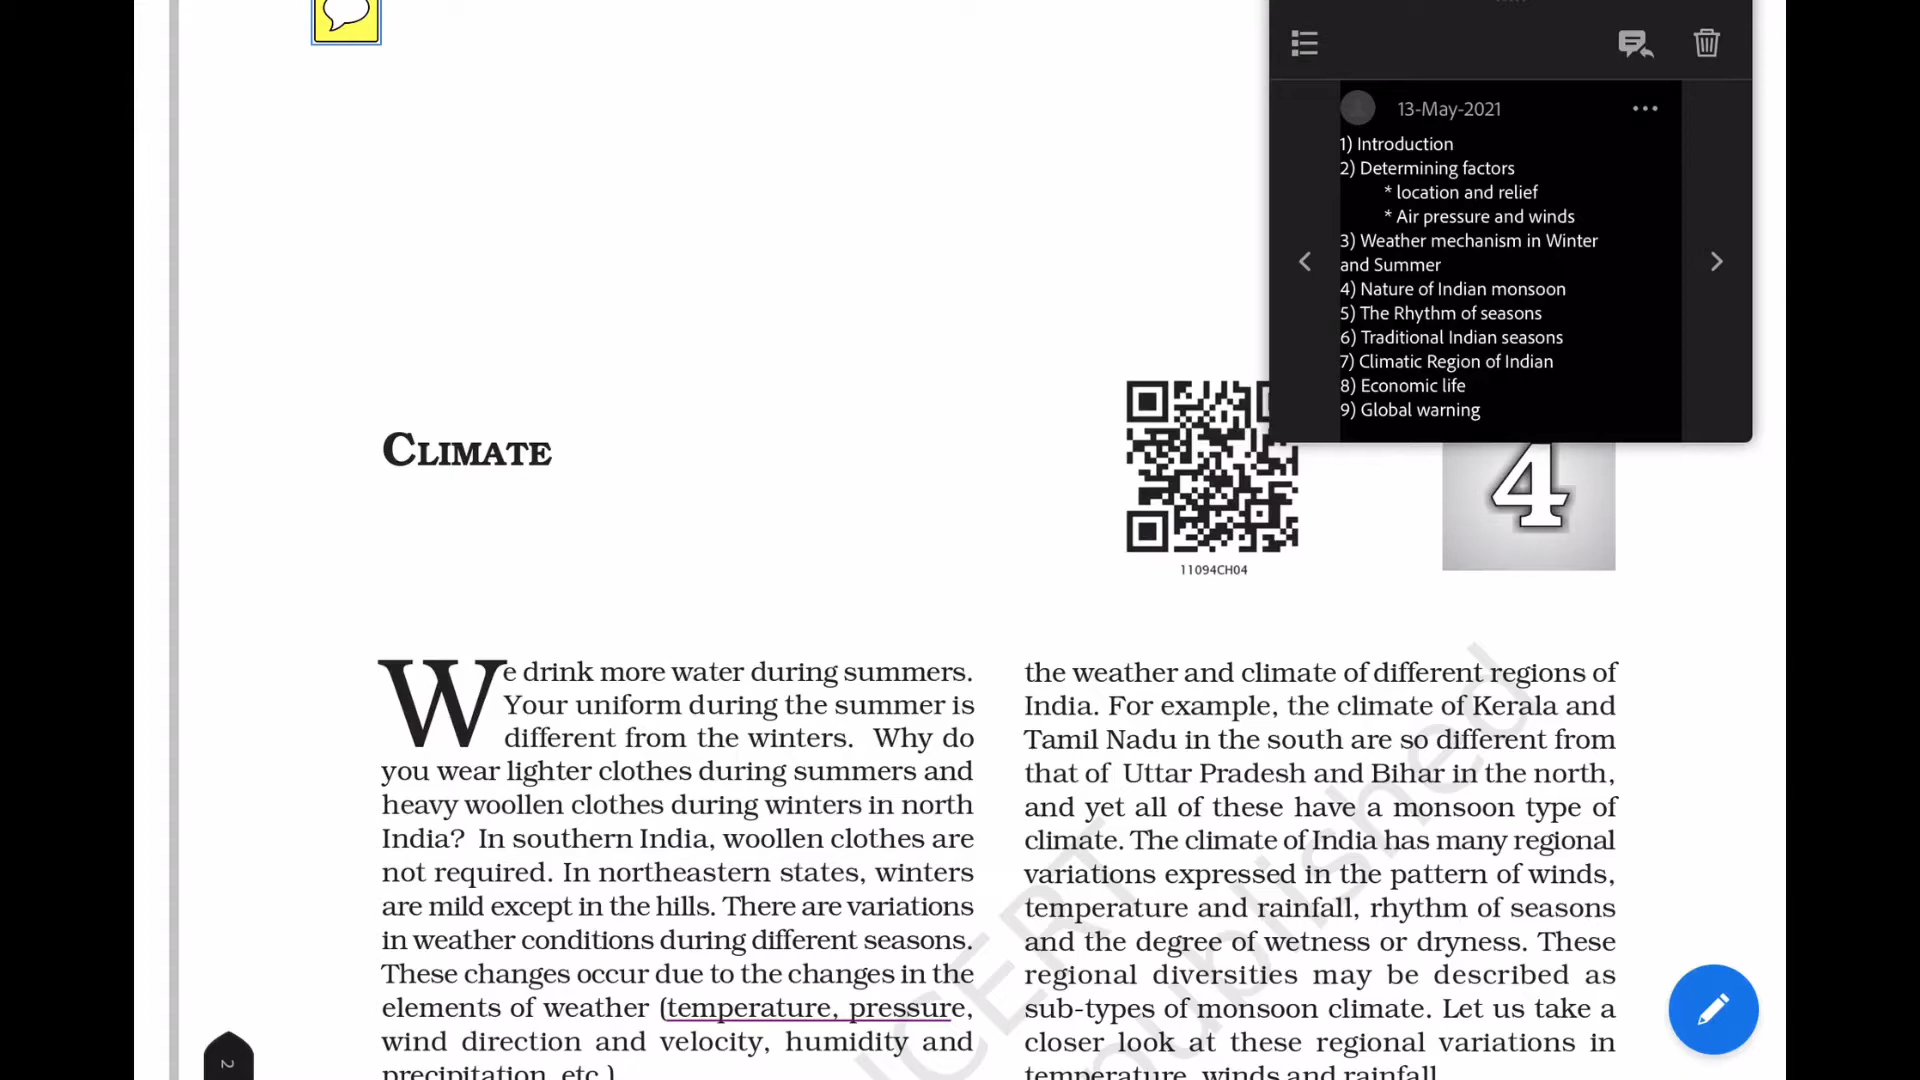 13-May-2021
1) Introduction
2) Determining factors
* location and relief
* Air pressure and winds
3) Weather mechanism in Winter
and Summer
4) Nature of Indian monsoon
5) The Rhythm of seasons
6) Traditional Indian seasons
7) Climatic Region of Indian
8) Economic life
9) Global warning
CLIMATE
11094CH04
4
We drink more water during summers.
Your uniform during the summer is
different from the winters. Why do
you wear lighter clothes during summers and
heavy woollen clothes during winters in north
India? In southern India, woollen clothes are
not required. In northeastern states, winters
are mild except in the hills. There are variations
in weather conditions during different seasons.
These changes occur due to the changes in the
elements of weather (temperature, pressure,
wind direction and velocity, humidity and
precipitation, etc.)
the weather and climate of different regions of
India. For example, the climate of Kerala and
Tamil Nadu in the south are so different from
that of Uttar Pradesh and Bihar in the north,
and yet all of these have a monsoon type of
climate. The climate of India has many regional
variations expressed in the pattern of winds,
temperature and rainfall, rhythm of seasons
and the degree of wetness or dryness. These
regional diversities may be described as
sub-types of monsoon climate. Let us take a
closer look at these regional variations in
temperature, winds and rainfall.
published
2